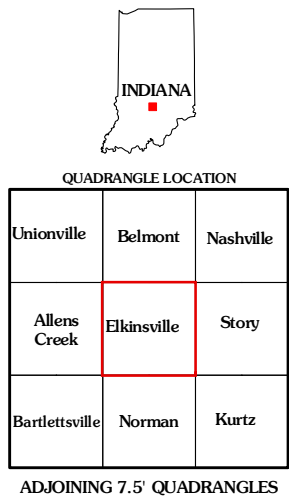 INDIANA
QUADRANGLE LOCATION
Unionville
Belmont
Nashville
Allens
Creek
Elkinsville
Story
Bartlettsville
Norman
Kurtz
ADJOINING 7.5' QUADRANGLES